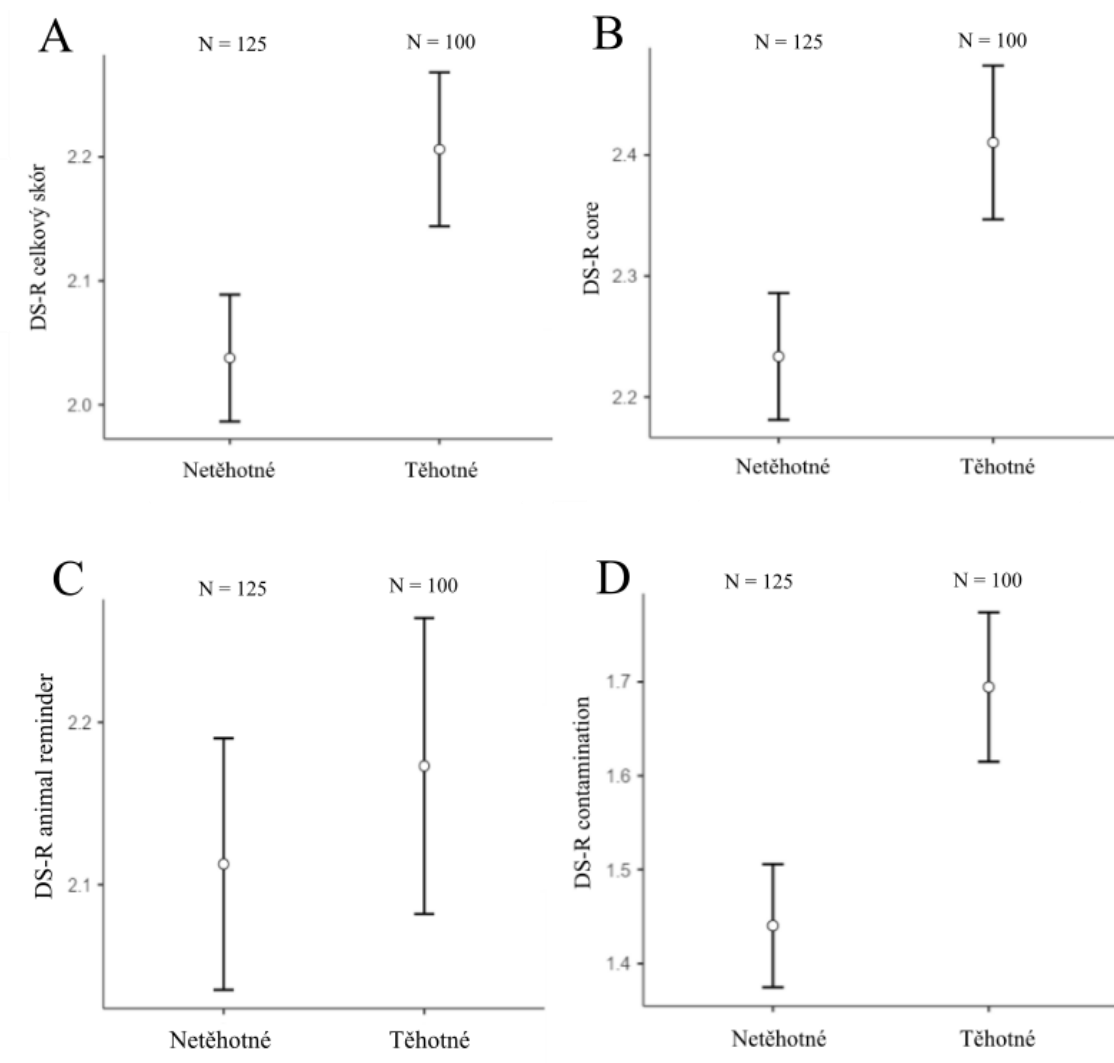 A
N = 125
N = 100
DS-R celkový skór
2.2
2.1
2.0
Netěhotné
Těhotné
B
N = 125
N = 100
DS-R core
2.4
2.3
2.2
Netěhotné
Těhotné
C
N = 125
N = 100
DS-R animal reminder
2.2
2.1
Netěhotné
Těhotné
D
N = 125
N = 100
DS-R contamination
1.7
1.6
1.5
1.4
Netěhotné
Těhotné